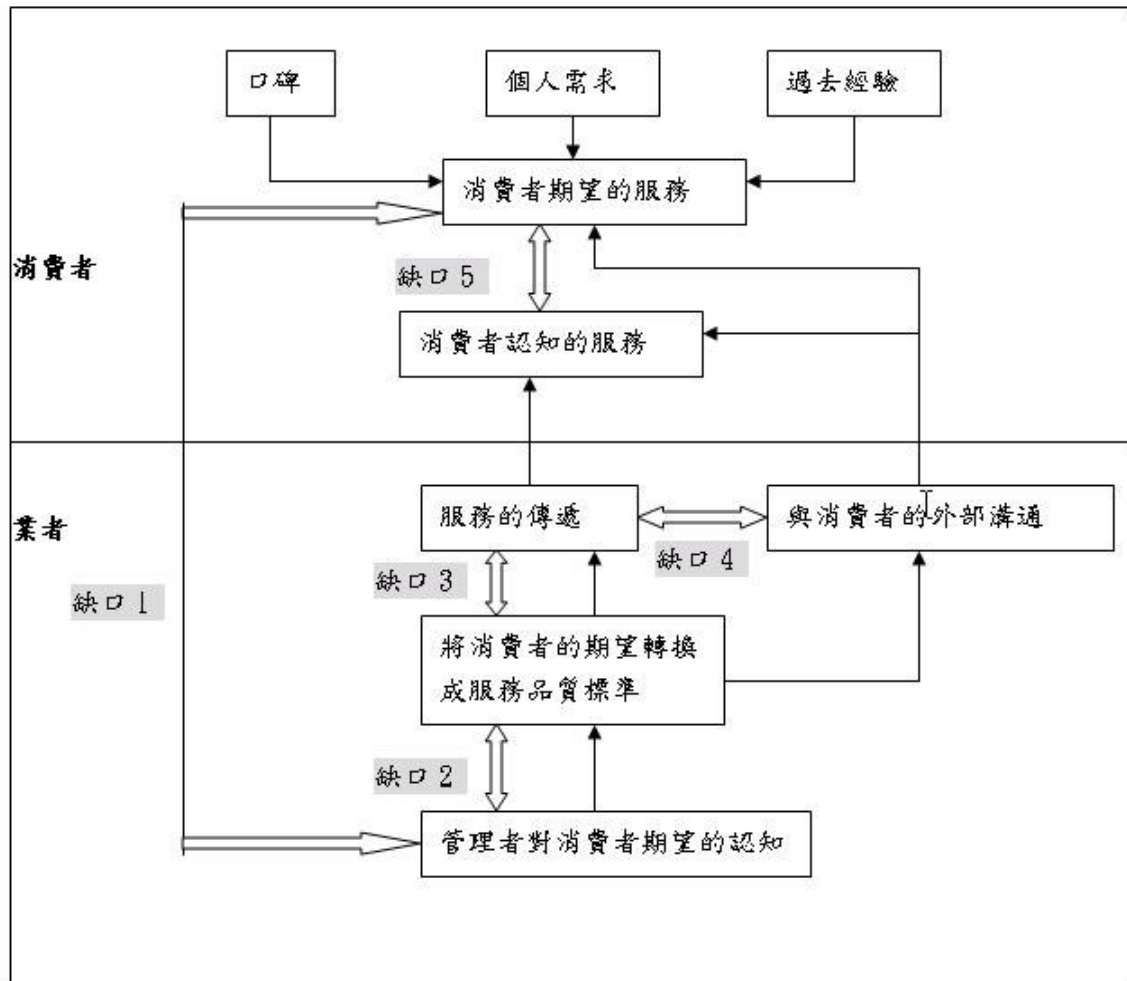 口碑
個人需求
過去經驗
消費者期望的服務
消費者
缺口 5
消費者認知的服務
業者
服務的傳遞
與消費者的外部溝通
缺口 4
缺口 3
缺口 1
將消費者的期望轉換
成服務品質標準
缺口 2
管理者對消費者期望的認知